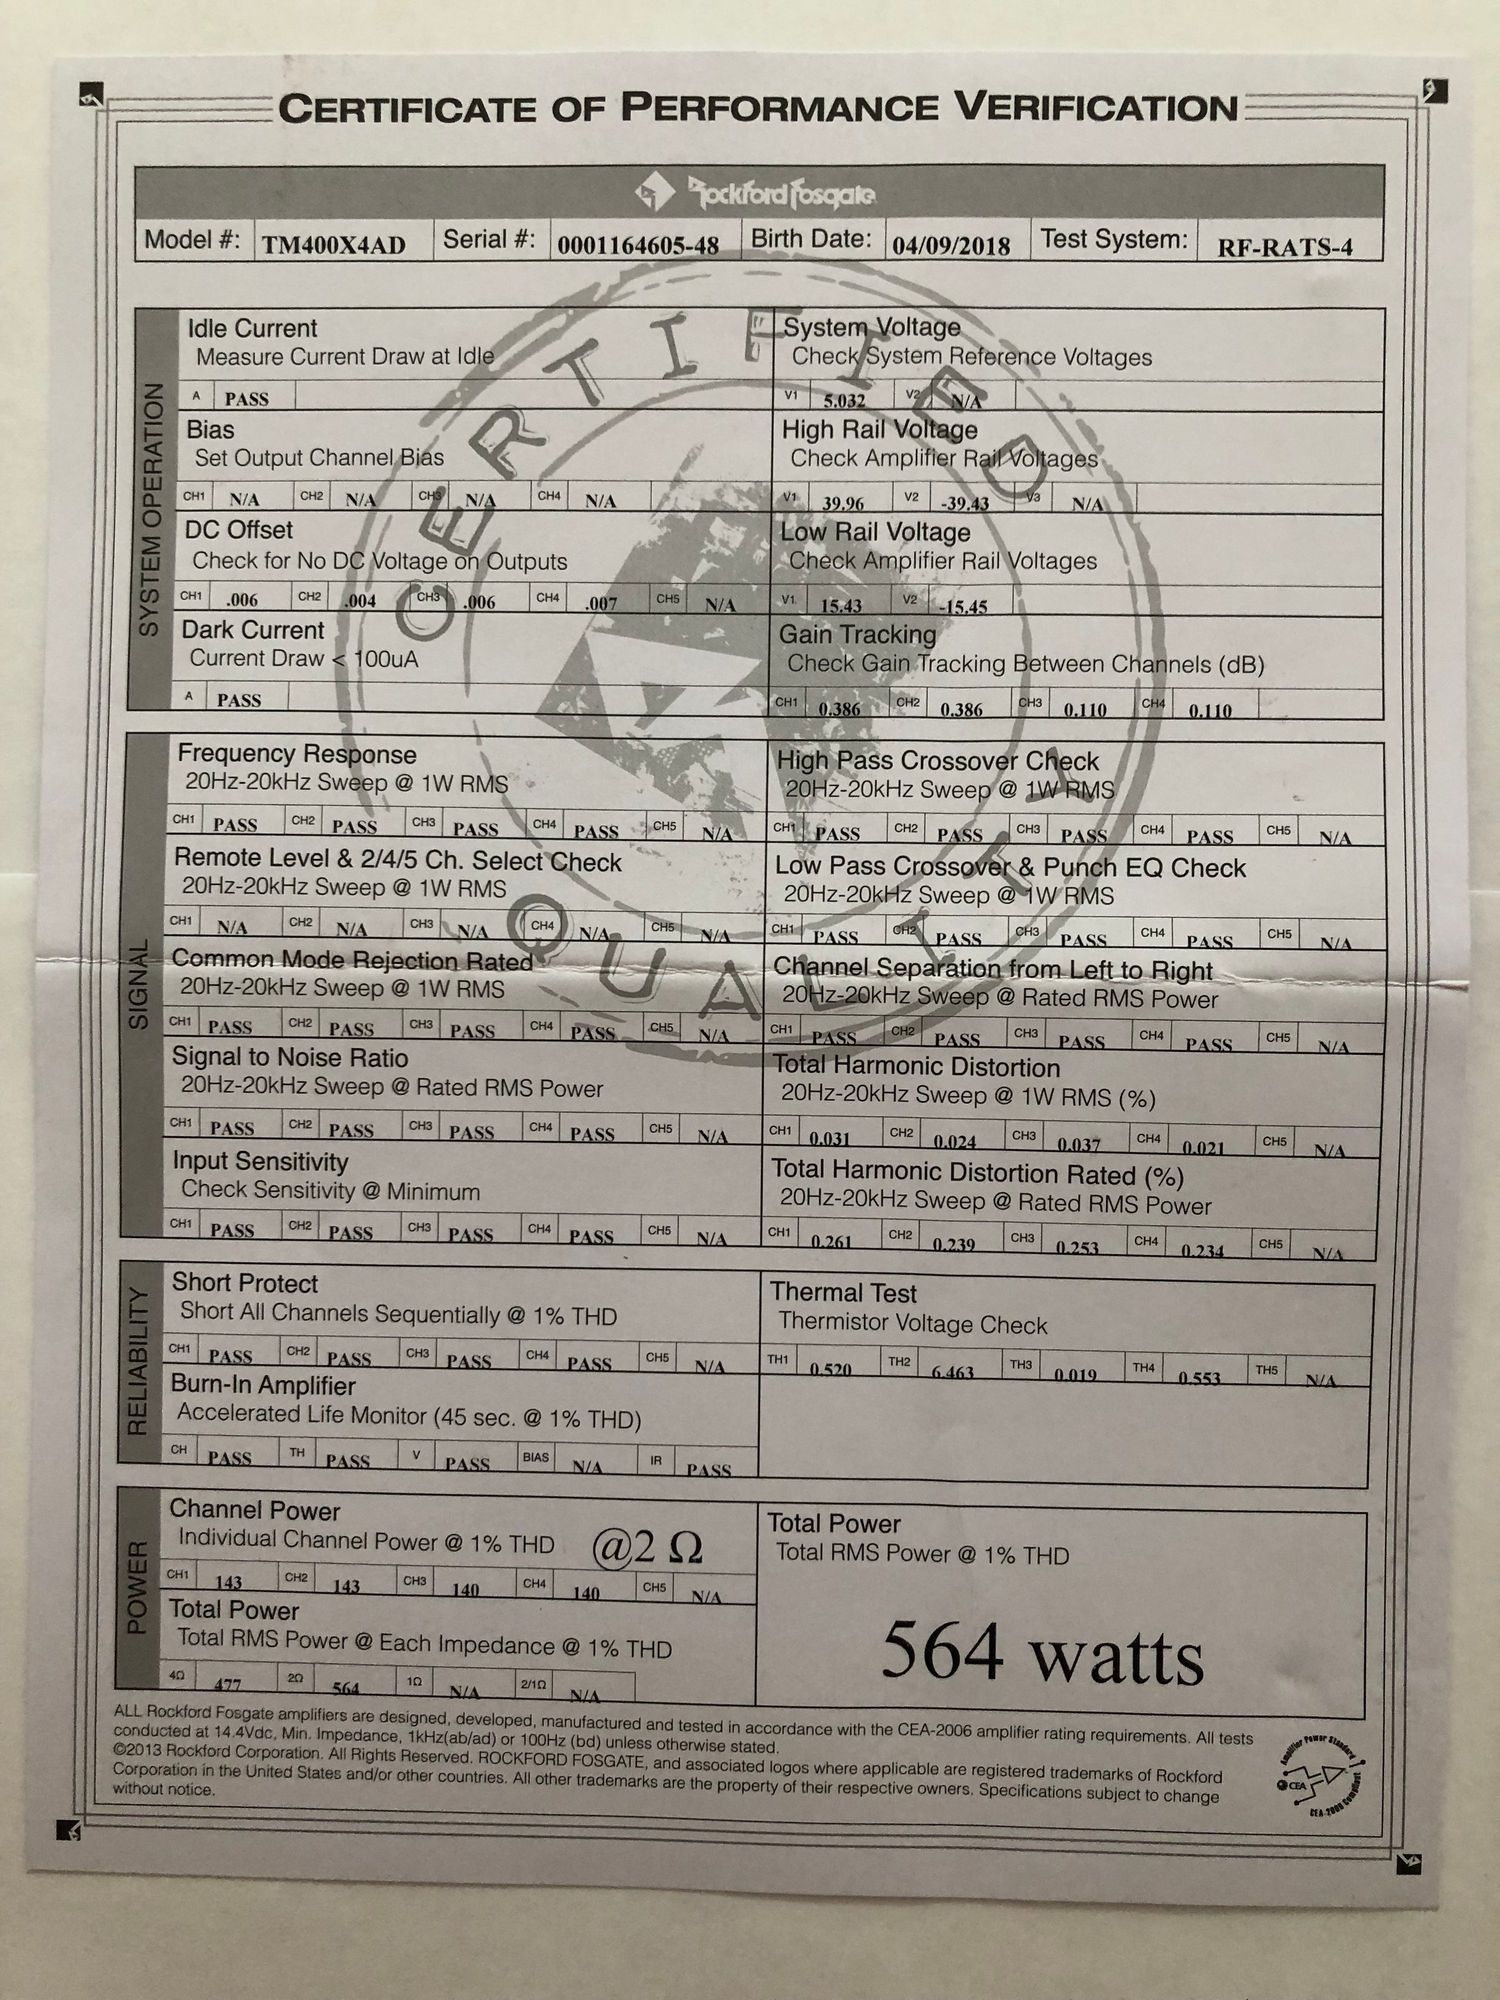 CERTIFICATE OF PERFORMANCE VERIFICATION
Rockford Fosgate
Model #: TM400X4AD Serial #: 0001164605-48 Birth Date: 04/09/2018 Test System: RF-RATS-4
CERTIFIED
QUALITY
SYSTEM OPERATION
Idle Current
Measure Current Draw at Idle
A PASS
System Voltage
Check System Reference Voltages
V1 5.032 V2 N/A
Bias
Set Output Channel Bias
CH1 N/A CH2 N/A CH3 N/A CH4 N/A
High Rail Voltage
Check Amplifier Rail Voltages
V1 39.96 V2 -39.43 V3 N/A
DC Offset
Check for No DC Voltage on Outputs
CH1 .006 CH2 .004 CH3 .006 CH4 .007 CH5 N/A
Low Rail Voltage
Check Amplifier Rail Voltages
V1 15.43 V2 -15.45
Dark Current
Current Draw < 100uA
A PASS
Gain Tracking
Check Gain Tracking Between Channels (dB)
CH1 0.386 CH2 0.386 CH3 0.110 CH4 0.110
SIGNAL
Frequency Response
20Hz-20kHz Sweep @ 1W RMS
CH1 PASS CH2 PASS CH3 PASS CH4 PASS CH5 N/A
High Pass Crossover Check
20Hz-20kHz Sweep @ 1W RMS
CH1 PASS CH2 PASS CH3 PASS CH4 PASS CH5 N/A
Remote Level & 2/4/5 Ch. Select Check
20Hz-20kHz Sweep @ 1W RMS
CH1 N/A CH2 N/A CH3 N/A CH4 N/A CH5 N/A
Low Pass Crossover & Punch EQ Check
20Hz-20kHz Sweep @ 1W RMS
CH1 PASS CH2 PASS CH3 PASS CH4 PASS CH5 N/A
Common Mode Rejection Rated
20Hz-20kHz Sweep @ 1W RMS
CH1 PASS CH2 PASS CH3 PASS CH4 PASS CH5 N/A
Channel Separation from Left to Right
20Hz-20kHz Sweep @ Rated RMS Power
CH1 PASS CH2 PASS CH3 PASS CH4 PASS CH5 N/A
Signal to Noise Ratio
20Hz-20kHz Sweep @ Rated RMS Power
CH1 PASS CH2 PASS CH3 PASS CH4 PASS CH5 N/A
Total Harmonic Distortion
20Hz-20kHz Sweep @ 1W RMS (%)
CH1 0.031 CH2 0.024 CH3 0.037 CH4 0.021 CH5 N/A
Input Sensitivity
Check Sensitivity @ Minimum
CH1 PASS CH2 PASS CH3 PASS CH4 PASS CH5 N/A
Total Harmonic Distortion Rated (%)
20Hz-20kHz Sweep @ Rated RMS Power
CH1 0.261 CH2 0.239 CH3 0.253 CH4 0.234 CH5 N/A
RELIABILITY
Short Protect
Short All Channels Sequentially @ 1% THD
CH1 PASS CH2 PASS CH3 PASS CH4 PASS CH5 N/A
Thermal Test
Thermistor Voltage Check
TH1 0.520 TH2 6.463 TH3 0.019 TH4 0.553 TH5 N/A
Burn-In Amplifier
Accelerated Life Monitor (45 sec. @ 1% THD)
CH PASS TH PASS V PASS BIAS N/A IR PASS
POWER
Channel Power
Individual Channel Power @ 1% THD @2 Ω
CH1 143 CH2 143 CH3 140 CH4 140 CH5 N/A
Total Power
Total RMS Power @ Each Impedance @ 1% THD
4Ω 477 2Ω 564 1Ω N/A 2/1Ω N/A
Total Power
Total RMS Power @ 1% THD
564 watts
ALL Rockford Fosgate amplifiers are designed, developed, manufactured and tested in accordance with the CEA-2006 amplifier rating requirements. All tests
conducted at 14.4Vdc, Min. Impedance, 1kHz(ab/ad) or 100Hz (bd) unless otherwise stated.
©2013 Rockford Corporation. All Rights Reserved. ROCKFORD FOSGATE, and associated logos where applicable are registered trademarks of Rockford
Corporation in the United States and/or other countries. All other trademarks are the property of their respective owners. Specifications subject to change
without notice.
Amplifier Power Standard
CEA
CEA-2006 Compliant